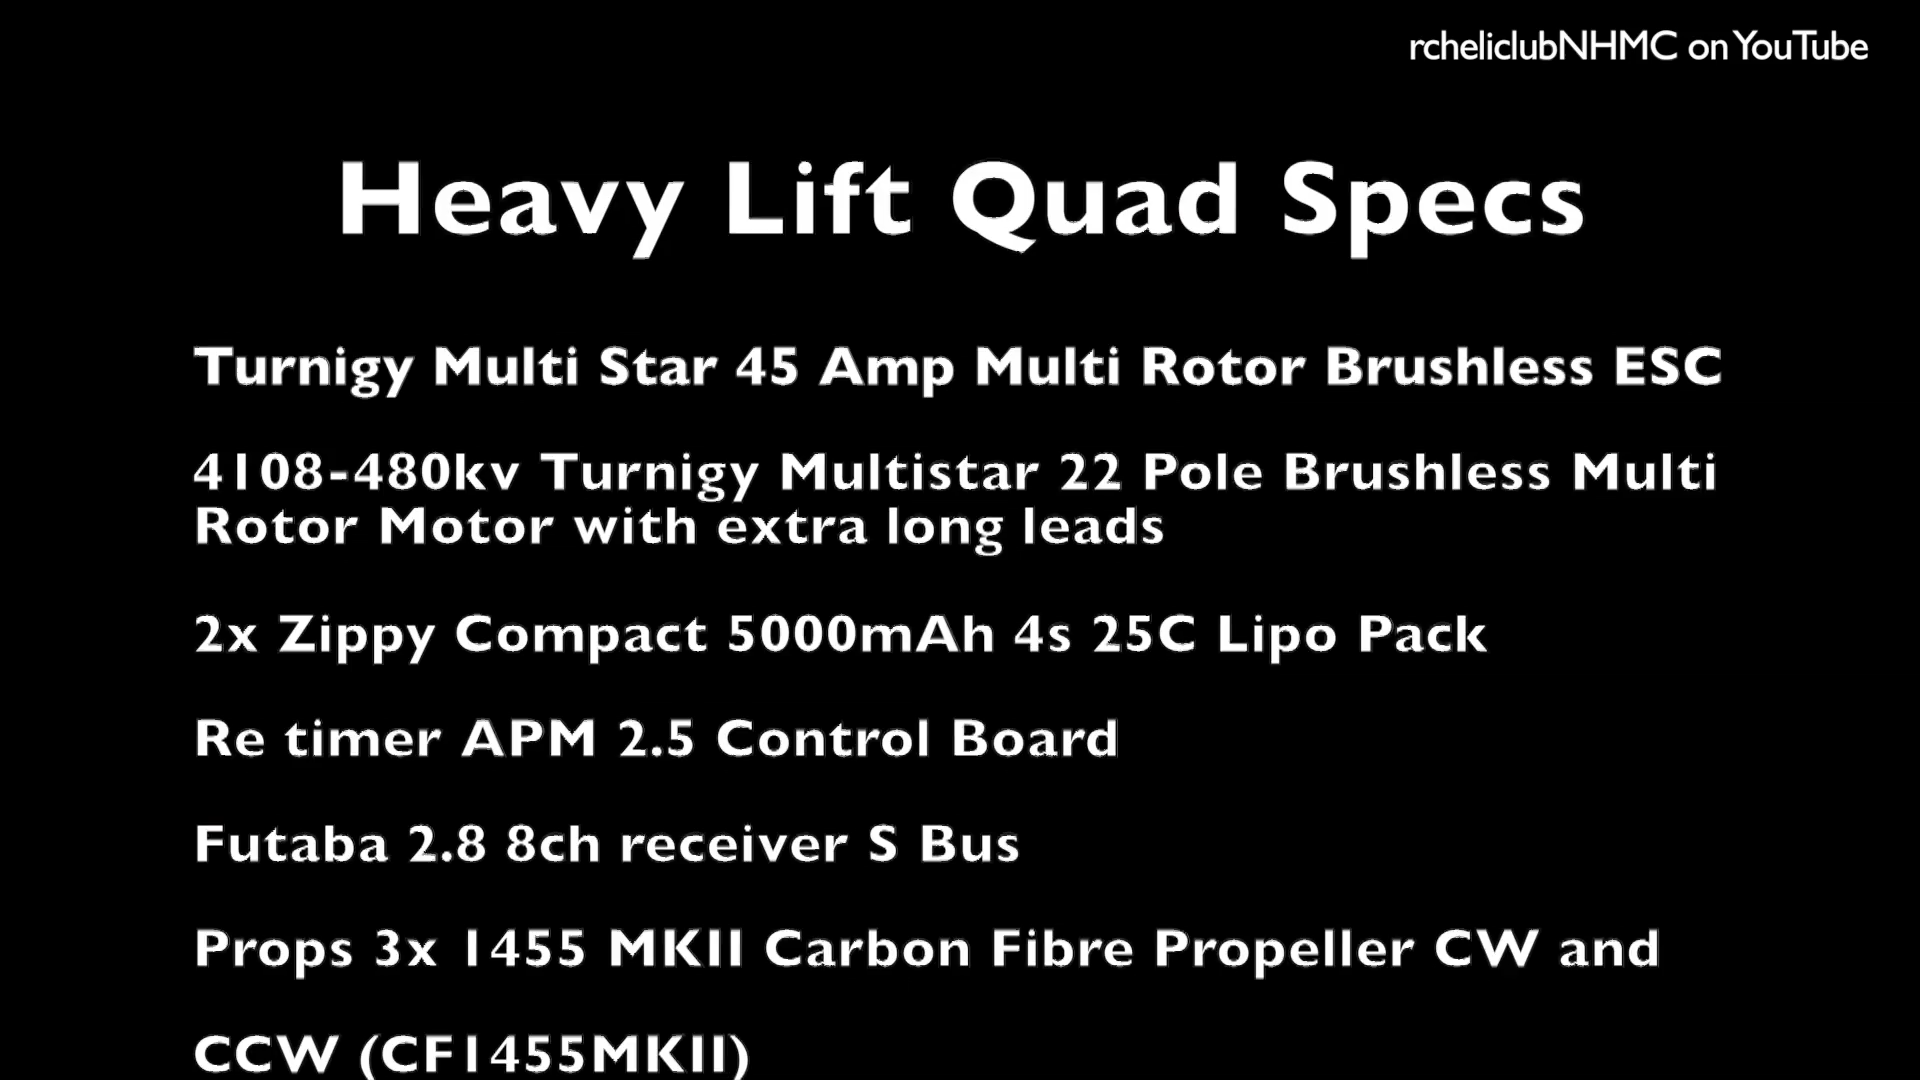 rcheliclubNHMC on YouTube
Heavy Lift Quad Specs
Turnigy Multi Star 45 Amp Multi Rotor Brushless ESC
4108-480kv Turnigy Multistar 22 Pole Brushless Multi
Rotor Motor with extra long leads
2x Zippy Compact 5000mAh 4s 25C Lipo Pack
Re timer APM 2.5 Control Board
Futaba 2.8 8ch receiver S Bus
Props 3x 1455 MKII Carbon Fibre Propeller CW and
CCW (CF1455MKII)